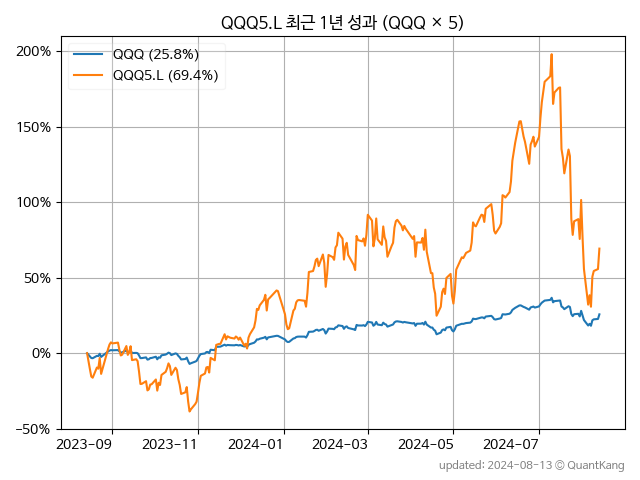 QQQ5.L 최근 1년 성과 (QQQ × 5)
QQQ (25.8%)
QQQ5.L (69.4%)
200%
150%
100%
50%
0%
−50%
2023-09 2023-11 2024-01 2024-03 2024-05 2024-07
updated: 2024-08-13 © QuantKang